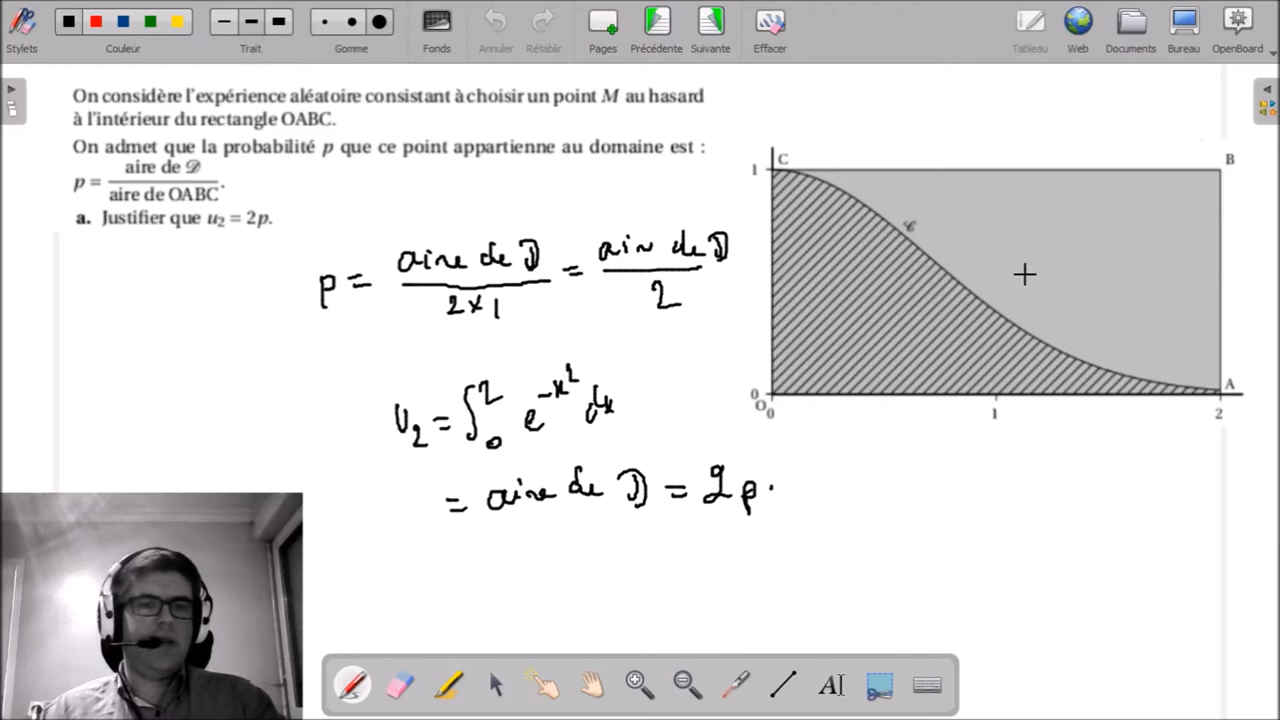 Stylets Couleur Trait Gomme Fonds Annuler Rétablir Pages Précédente Suivante Effacer Tableau Web Documents Bureau OpenBoard
On considère l'expérience aléatoire consistant à choisir un point M au hasard
à l'intérieur du rectangle OABC.
On admet que la probabilité p que ce point appartienne au domaine est :
p = aire de 𝒟 / aire de OABC.
a. Justifier que u₂ = 2p.
p = aire de D / 2×1 = aire de D / 2
U₂ = ∫₀² e^(-x²) dx
= aire de D = 2p.
C B
1
𝒞
0 A
O
0 1 2
AI